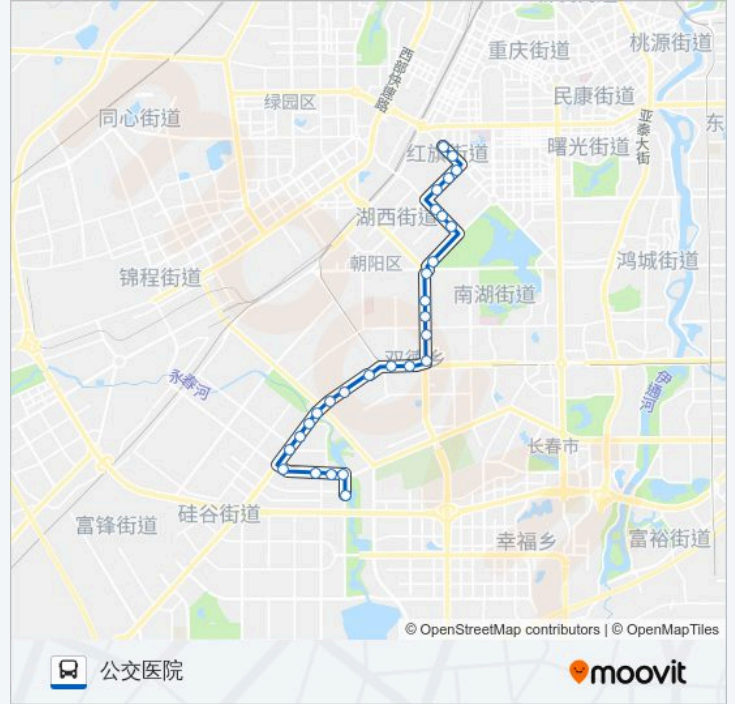 桃源街道
重庆街道
西部快速路
绿园区
民康街道
同心街道
亚泰大街
东
红旗街道
曙光街道
湖西街道
朝阳区
鸿城街道
锦程街道
南湖街道
双德乡
永春河
伊通河
长春市
硅谷街道
富锋街道
幸福乡
富裕街道
© OpenStreetMap contributors | © OpenMapTiles
公交医院
moovit